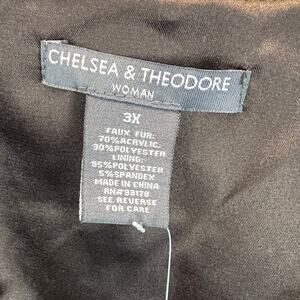 CHELSEA & THEODORE
WOMAN
3X
FAUX FUR:
70%ACRYLIC,
30%POLYESTER
LINING:
95%POLYESTER
5%SPANDEX
MADE IN CHINA
RN#93170
SEE REVERSE
FOR CARE